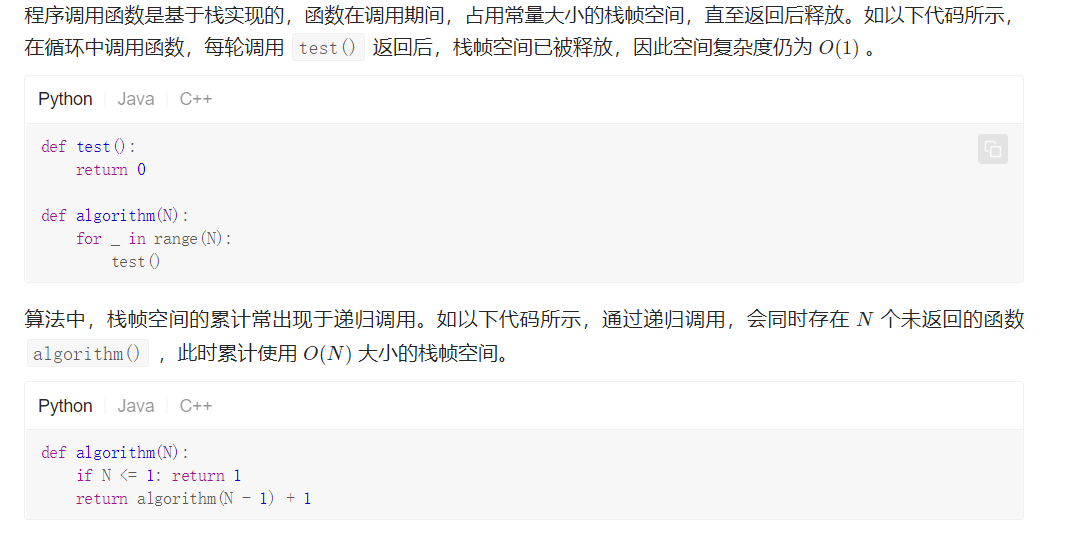 程序调用函数是基于栈实现的，函数在调用期间，占用常量大小的栈帧空间，直至返回后释放。如以下代码所示，
在循环中调用函数，每轮调用 test() 返回后，栈帧空间已被释放，因此空间复杂度仍为 O(1) 。
Python Java C++
def test():
    return 0
def algorithm(N):
    for _ in range(N):
        test()
算法中，栈帧空间的累计常出现于递归调用。如以下代码所示，通过递归调用，会同时存在 N 个未返回的函数
algorithm() ，此时累计使用 O(N) 大小的栈帧空间。
Python Java C++
def algorithm(N):
    if N <= 1: return 1
    return algorithm(N - 1) + 1